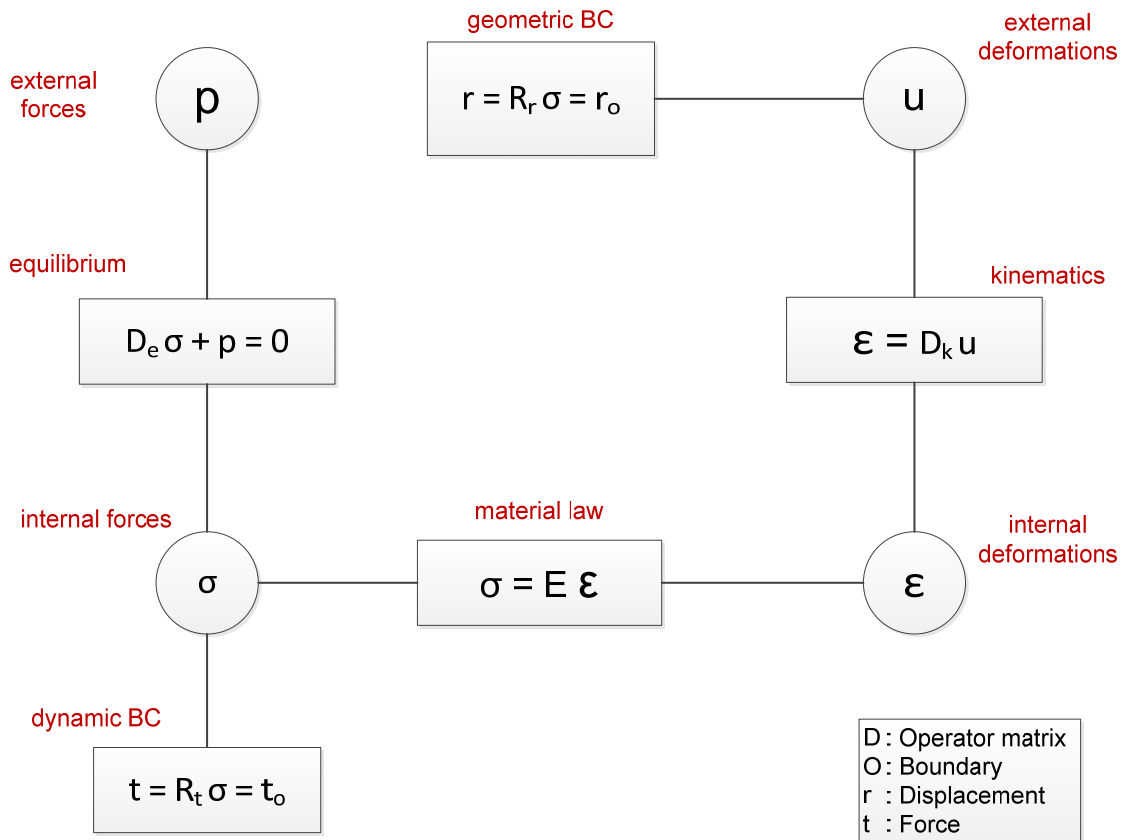 geometric BC
external
deformations
external
forces
p
r = Rᵣ σ = rₒ
u
equilibrium
kinematics
Dₑ σ + p = 0
ε = Dₖ u
internal forces
material law
internal
deformations
σ
σ = E ε
ε
dynamic BC
t = Rₜ σ = tₒ
D : Operator matrix
O : Boundary
r : Displacement
t : Force